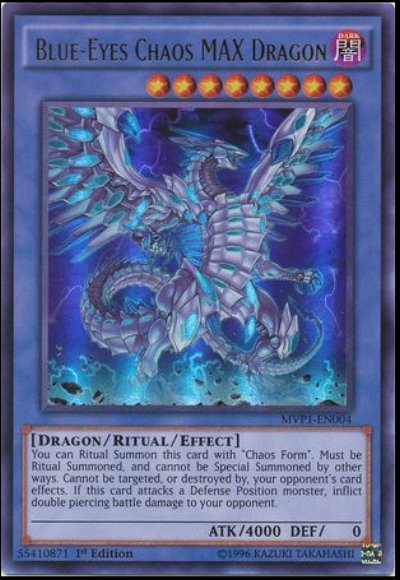 BLUE-EYES CHAOS MAX DRAGON
DARK
闇
MVP1-EN004
[DRAGON/RITUAL/EFFECT]
You can Ritual Summon this card with "Chaos Form". Must be
Ritual Summoned, and cannot be Special Summoned by other
ways. Cannot be targeted, or destroyed by, your opponent's card
effects. If this card attacks a Defense Position monster, inflict
double piercing battle damage to your opponent.
ATK/4000 DEF/ 0
55410871 1st Edition ©1996 KAZUKI TAKAHASHI